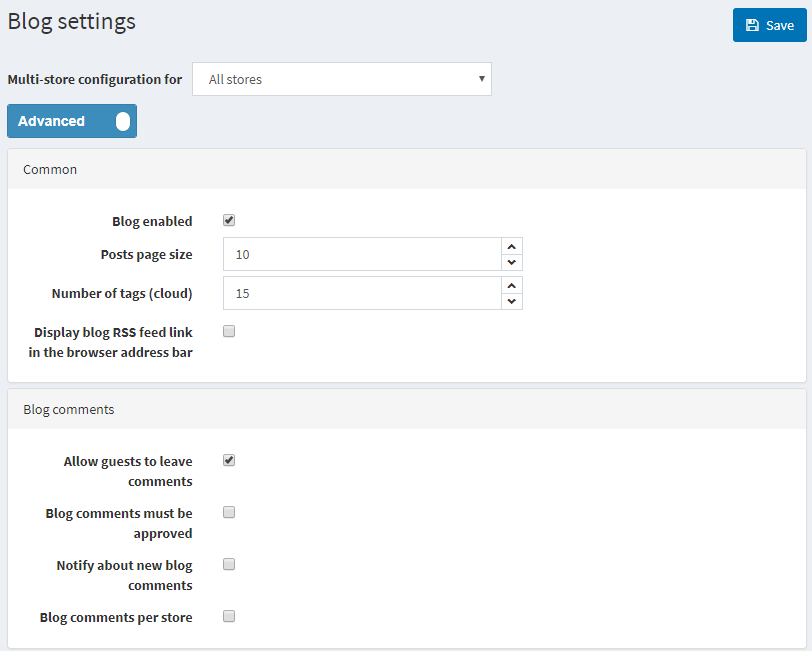 Blog settings
Save
Multi-store configuration for
All stores
Advanced
Common
Blog enabled
Posts page size
10
Number of tags (cloud)
15
Display blog RSS feed link
in the browser address bar
Blog comments
Allow guests to leave
comments
Blog comments must be
approved
Notify about new blog
comments
Blog comments per store